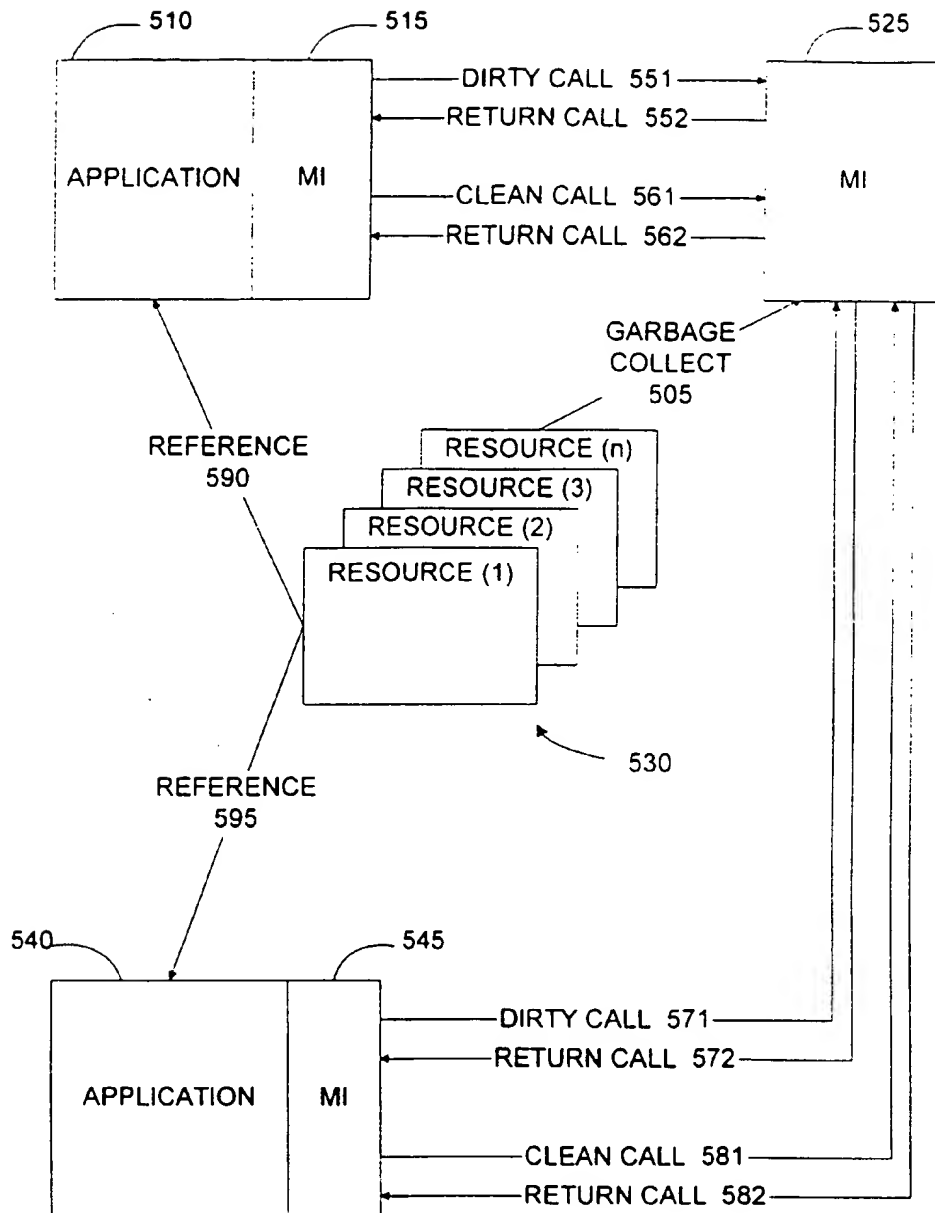 510
515
525
DIRTY CALL 551
RETURN CALL 552
APPLICATION
MI
MI
CLEAN CALL 561
RETURN CALL 562
GARBAGE
COLLECT
505
REFERENCE
590
RESOURCE (n)
RESOURCE (3)
RESOURCE (2)
RESOURCE (1)
530
REFERENCE
595
540
545
DIRTY CALL 571
RETURN CALL 572
APPLICATION
MI
CLEAN CALL 581
RETURN CALL 582